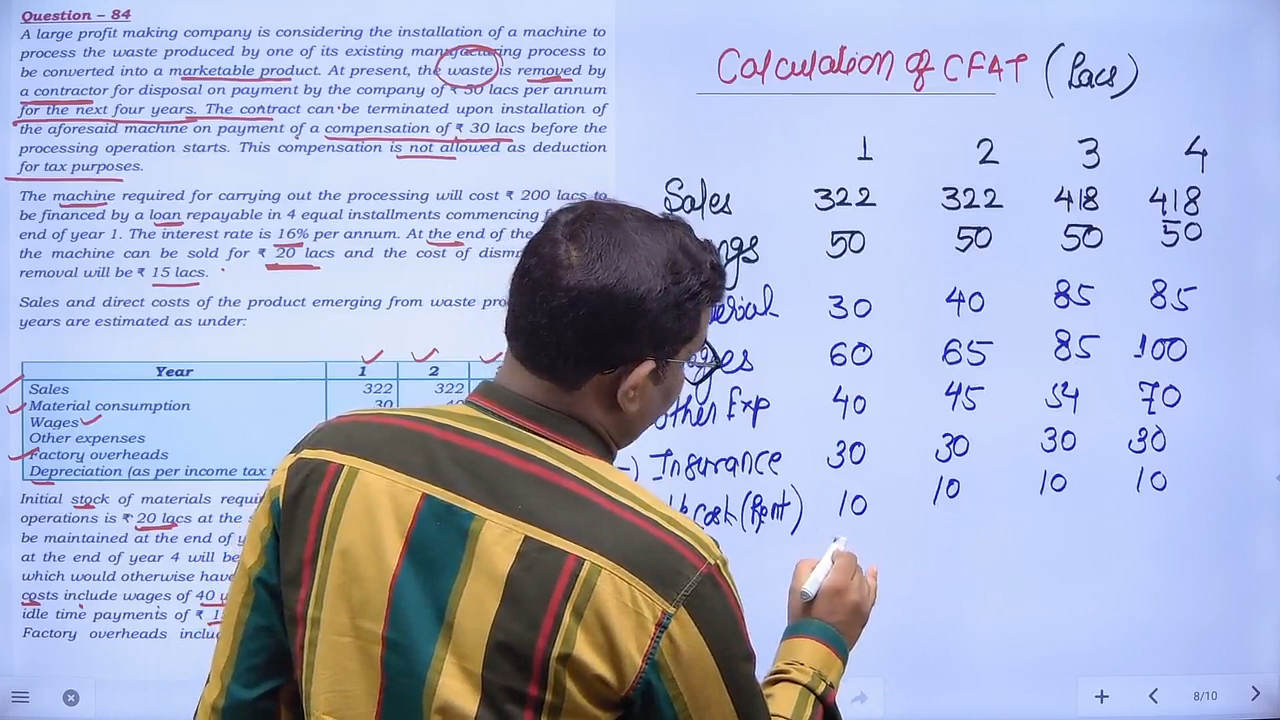 Question – 84
A large profit making company is considering the installation of a machine to
process the waste produced by one of its existing manufacturing process to
be converted into a marketable product. At present, the waste is removed by
a contractor for disposal on payment by the company of ₹ 50 lacs per annum
for the next four years. The contract can be terminated upon installation of
the aforesaid machine on payment of a compensation of ₹ 30 lacs before the
processing operation starts. This compensation is not allowed as deduction
for tax purposes.
The machine required for carrying out the processing will cost ₹ 200 lacs to
be financed by a loan repayable in 4 equal installments commencing
end of year 1. The interest rate is 16% per annum. At the end of the
the machine can be sold for ₹ 20 lacs and the cost of
removal will be ₹ 15 lacs.
Sales and direct costs of the product emerging from waste
years are estimated as under:
Year 1 2
Sales 322 322
Material consumption 30
Wages
Other expenses
Factory overheads
Depreciation (as per income tax
Initial stock of materials
operations is ₹ 20 lacs at the
be maintained at the end of
at the end of year 4 will be
which would otherwise have
costs include wages of 40
idle time payments of ₹
Factory overheads
Calculation of CFAT (Lacs)
1 2 3 4
Sales 322 322 418 418
50 50 50 50
30 40 85 85
60 65 85 100
Other Exp 40 45 54 70
(-) Insurance 30 30 30 30
Cosh (Rent) 10 10 10 10
8/10